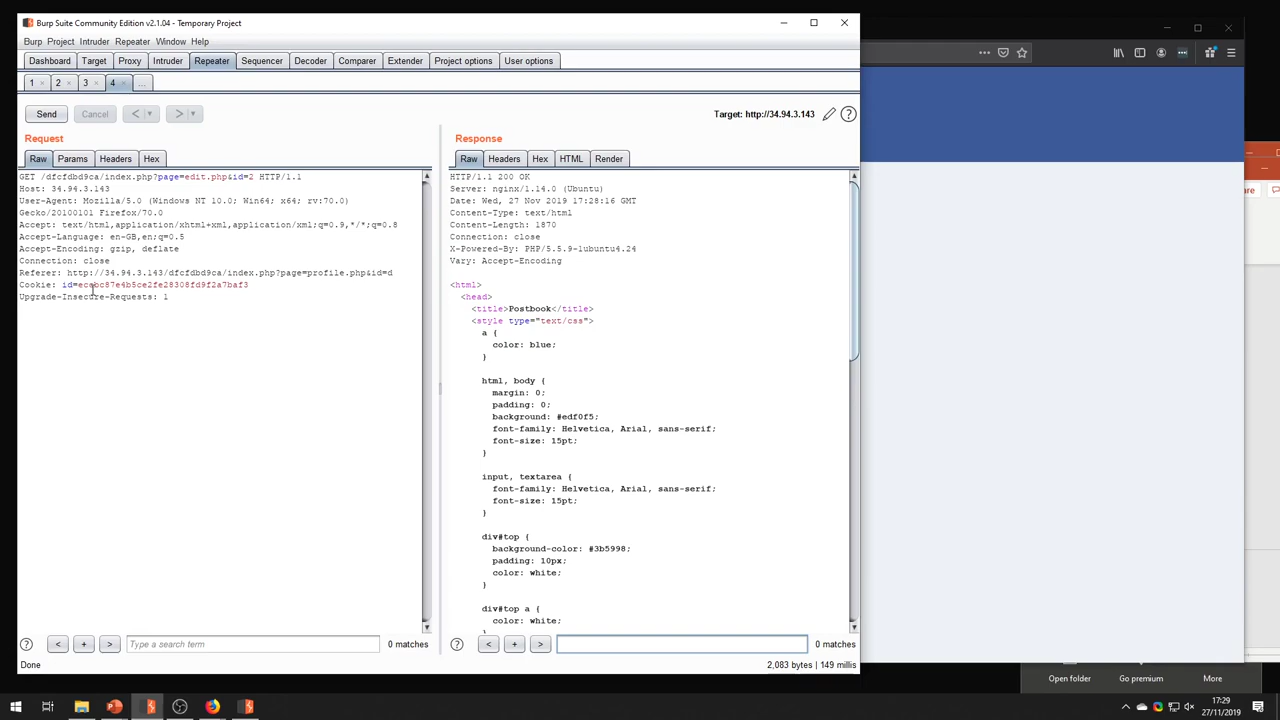 Burp Suite Community Edition v2.1.04 - Temporary Project
Burp Project Intruder Repeater Window Help
Dashboard Target Proxy Intruder Repeater Sequencer Decoder Comparer Extender Project options User options
1 × 2 × 3 × 4 × ...
Send Cancel < > Target: http://34.94.3.143 ?
Request
Raw Params Headers Hex
GET /dfcfdbd9ca/index.php?page=edit.php&id=2 HTTP/1.1
Host: 34.94.3.143
User-Agent: Mozilla/5.0 (Windows NT 10.0; Win64; x64; rv:70.0)
Gecko/20100101 Firefox/70.0
Accept: text/html,application/xhtml+xml,application/xml;q=0.9,*/*;q=0.8
Accept-Language: en-GB,en;q=0.5
Accept-Encoding: gzip, deflate
Connection: close
Referer: http://34.94.3.143/dfcfdbd9ca/index.php?page=profile.php&id=d
Cookie: id=eccbc87e4b5ce2fe28308fd9f2a7baf3
Upgrade-Insecure-Requests: 1
? < + > Type a search term 0 matches
Response
Raw Headers Hex HTML Render
HTTP/1.1 200 OK
Server: nginx/1.14.0 (Ubuntu)
Date: Wed, 27 Nov 2019 17:28:16 GMT
Content-Type: text/html
Content-Length: 1870
Connection: close
X-Powered-By: PHP/5.5.9-1ubuntu4.24
Vary: Accept-Encoding
<html>
<head>
<title>Postbook</title>
<style type="text/css">
a {
color: blue;
}
html, body {
margin: 0;
padding: 0;
background: #edf0f5;
font-family: Helvetica, Arial, sans-serif;
font-size: 15pt;
}
input, textarea {
font-family: Helvetica, Arial, sans-serif;
font-size: 15pt;
}
div#top {
background-color: #3b5998;
padding: 10px;
color: white;
}
div#top a {
color: white;
? < + > 0 matches
Done
2,083 bytes | 149 millis
Open folder Go premium More
17:29
27/11/2019